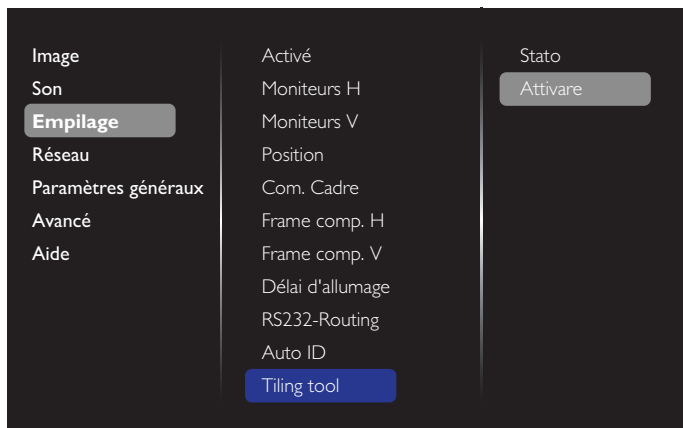 Image
Son
Empilage
Réseau
Paramètres généraux
Avancé
Aide
Activé
Moniteurs H
Moniteurs V
Position
Com. Cadre
Frame comp. H
Frame comp. V
Délai d'allumage
RS232-Routing
Auto ID
Tiling tool
Stato
Attivare